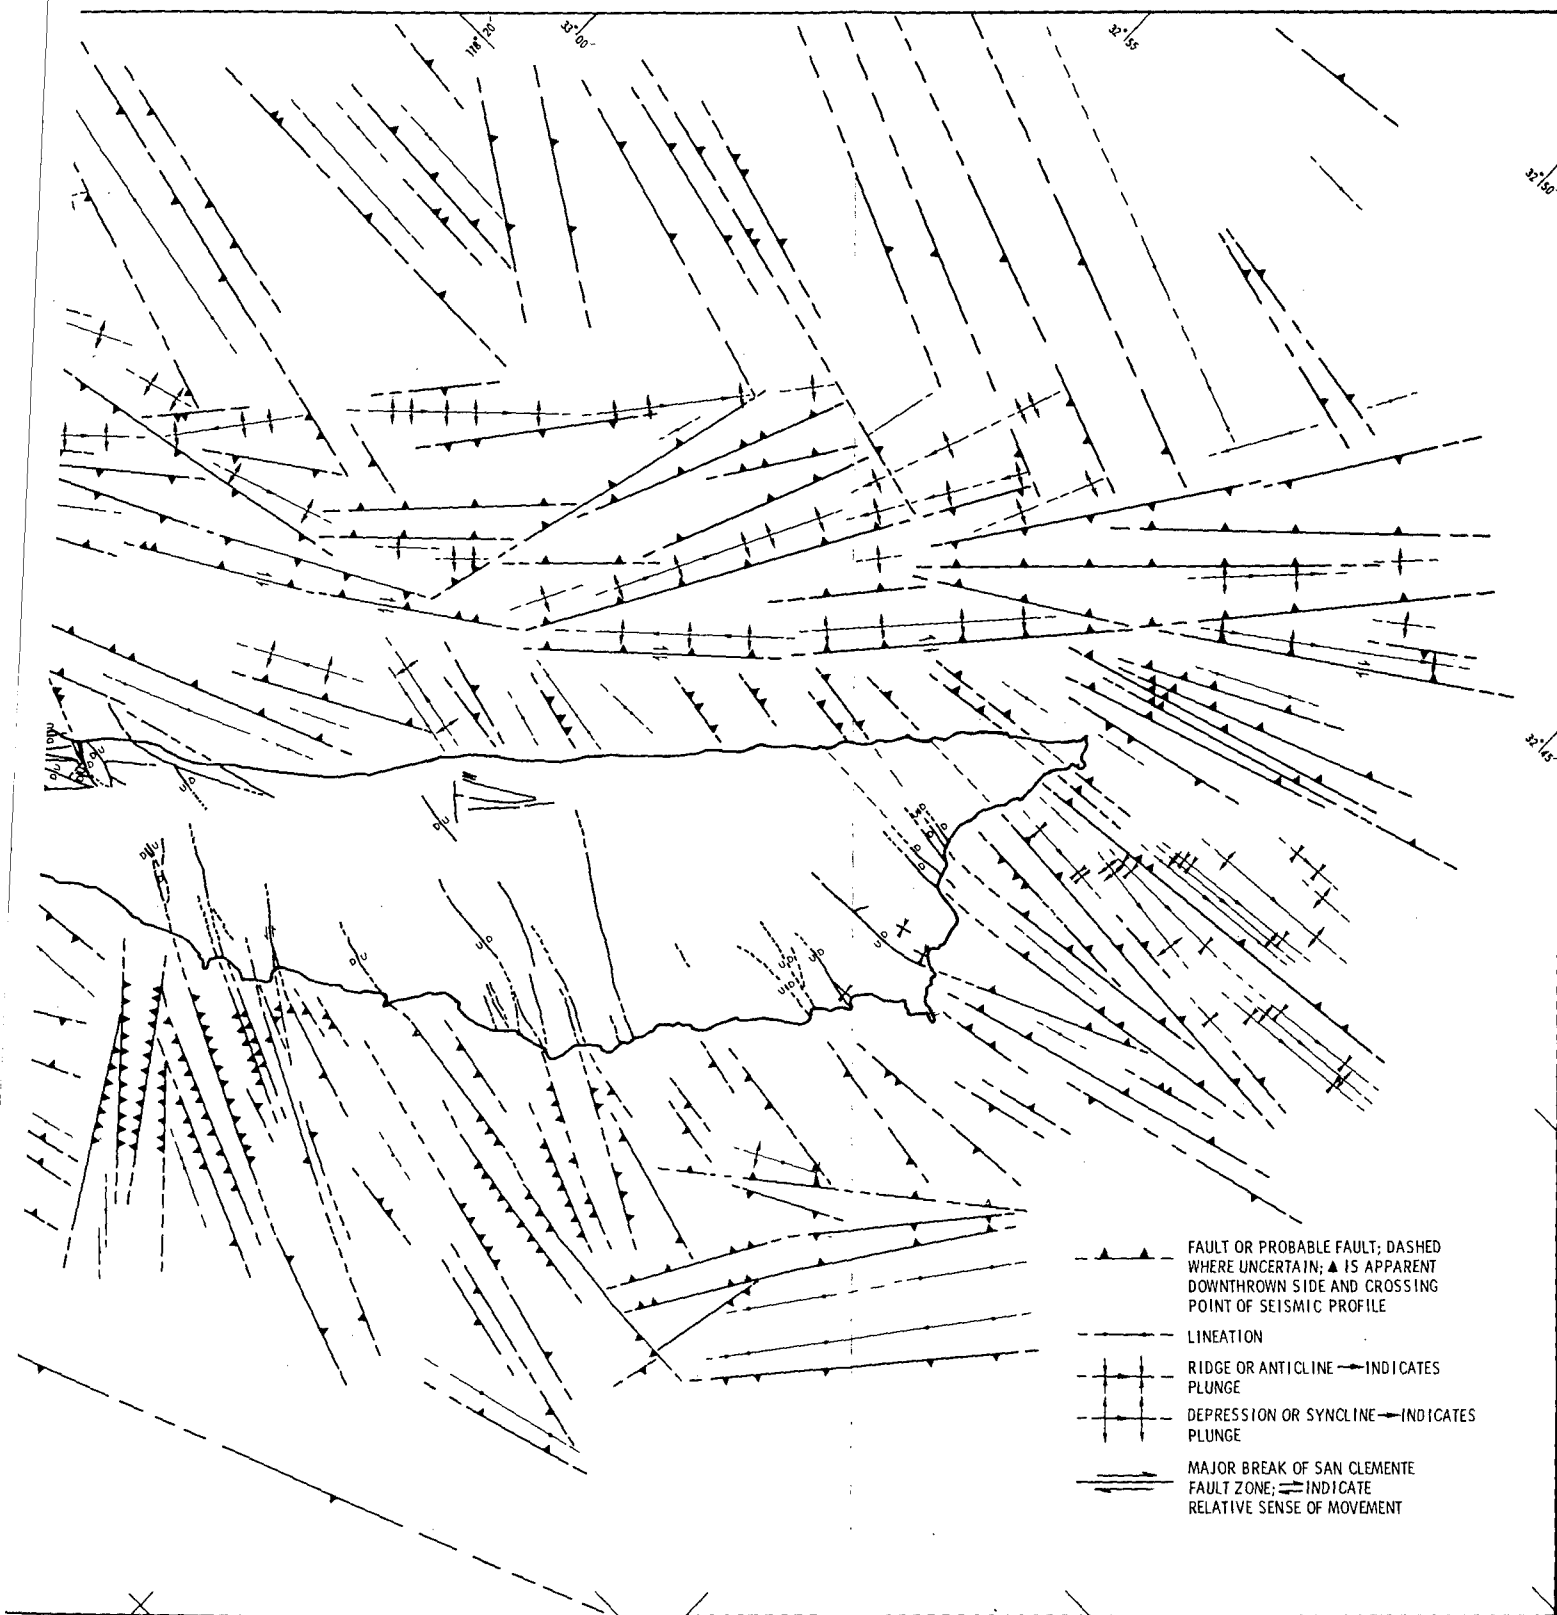 118° 20'
33° 00'
32° 55
32° 50'
32° 45'
D/U
U/D
D/U
D/U
U/D
D/U
U/D
U/D
U/D
FAULT OR PROBABLE FAULT; DASHED
WHERE UNCERTAIN; ▲ IS APPARENT
DOWNTHROWN SIDE AND CROSSING
POINT OF SEISMIC PROFILE
LINEATION
RIDGE OR ANTICLINE → INDICATES
PLUNGE
DEPRESSION OR SYNCLINE → INDICATES
PLUNGE
MAJOR BREAK OF SAN CLEMENTE
FAULT ZONE; ⇌ INDICATE
RELATIVE SENSE OF MOVEMENT